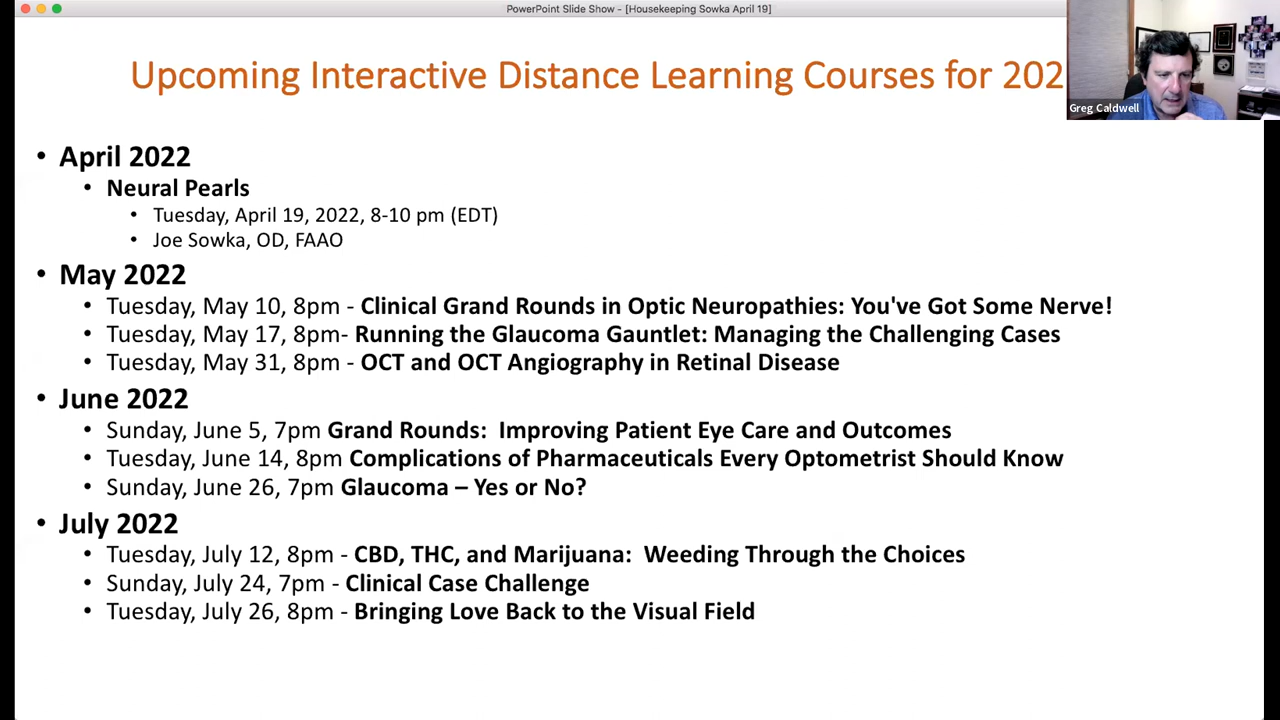 PowerPoint Slide Show - [Housekeeping Sowka April 19]
Upcoming Interactive Distance Learning Courses for 202
Greg Caldwell
• April 2022
• Neural Pearls
• Tuesday, April 19, 2022, 8-10 pm (EDT)
• Joe Sowka, OD, FAAO
• May 2022
• Tuesday, May 10, 8pm - Clinical Grand Rounds in Optic Neuropathies: You've Got Some Nerve!
• Tuesday, May 17, 8pm- Running the Glaucoma Gauntlet: Managing the Challenging Cases
• Tuesday, May 31, 8pm - OCT and OCT Angiography in Retinal Disease
• June 2022
• Sunday, June 5, 7pm Grand Rounds:  Improving Patient Eye Care and Outcomes
• Tuesday, June 14, 8pm Complications of Pharmaceuticals Every Optometrist Should Know
• Sunday, June 26, 7pm Glaucoma – Yes or No?
• July 2022
• Tuesday, July 12, 8pm - CBD, THC, and Marijuana:  Weeding Through the Choices
• Sunday, July 24, 7pm - Clinical Case Challenge
• Tuesday, July 26, 8pm - Bringing Love Back to the Visual Field